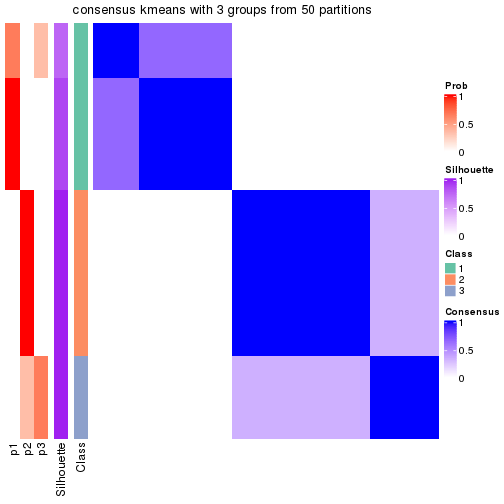 consensus kmeans with 3 groups from 50 partitions
Prob
1
0.5
0
Silhouette
1
0.5
0
Class
1
2
3
Consensus
1
0.5
0
p1
p2
p3
Silhouette
Class